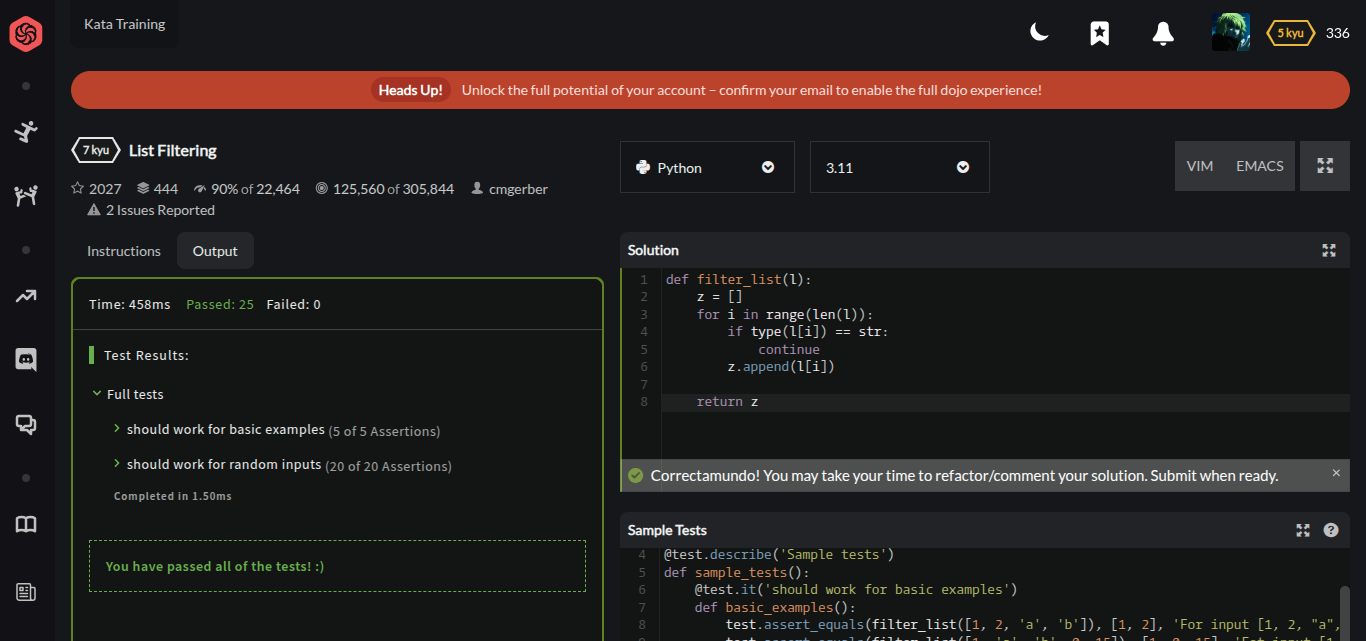 Kata Training
5 kyu 336
Heads Up! Unlock the full potential of your account – confirm your email to enable the full dojo experience!
7 kyu List Filtering
2027 444 90% of 22,464 125,560 of 305,844 cmgerber
2 Issues Reported
Instructions Output
Time: 458ms Passed: 25 Failed: 0
Test Results:
Full tests
should work for basic examples (5 of 5 Assertions)
should work for random inputs (20 of 20 Assertions)
Completed in 1.50ms
You have passed all of the tests! :)
Python 3.11 VIM EMACS
Solution
1 def filter_list(l):
2 z = []
3 for i in range(len(l)):
4 if type(l[i]) == str:
5 continue
6 z.append(l[i])
7
8 return z
Correctamundo! You may take your time to refactor/comment your solution. Submit when ready. ×
Sample Tests ?
4 @test.describe('Sample tests')
5 def sample_tests():
6 @test.it('should work for basic examples')
7 def basic_examples():
8 test.assert_equals(filter_list([1, 2, 'a', 'b']), [1, 2], 'For input [1, 2, "a",